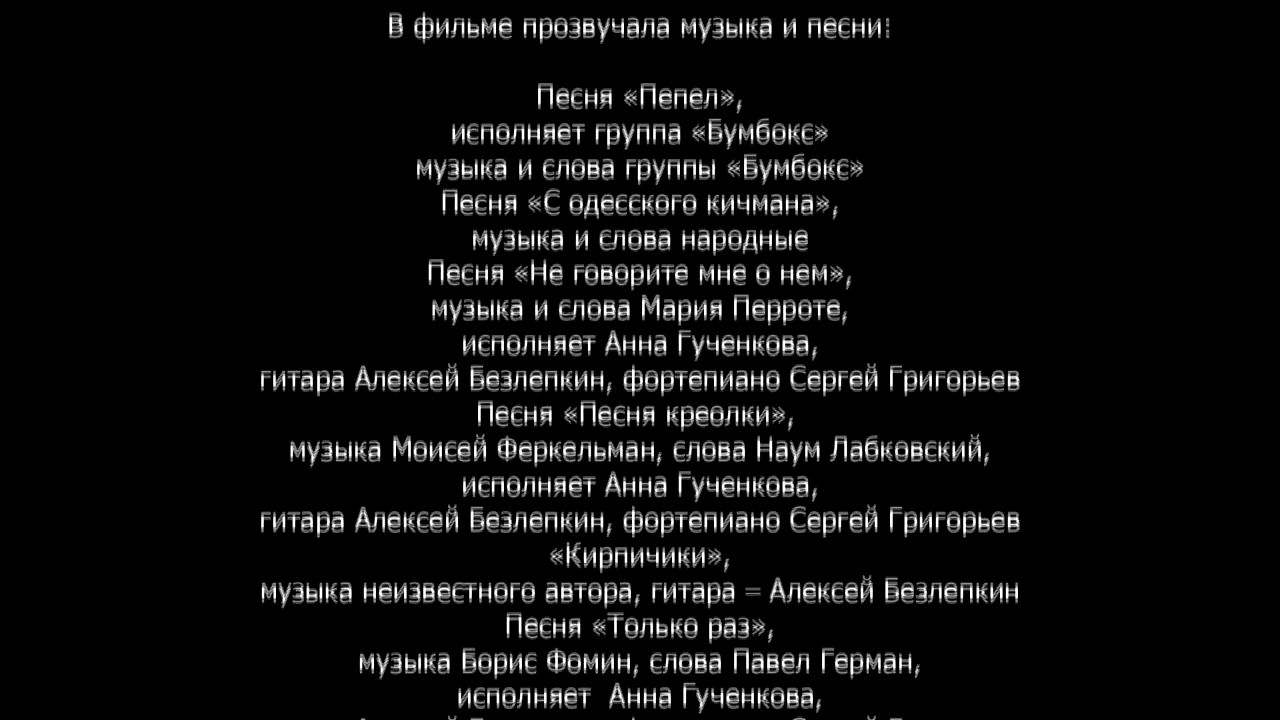 В фильме прозвучала музыка и песни:
Песня «Пепел»,
исполняет группа «Бумбокс»
музыка и слова группы «Бумбокс»
Песня «С одесского кичмана»,
музыка и слова народные
Песня «Не говорите мне о нем»,
музыка и слова Мария Перроте,
исполняет Анна Гученкова,
гитара Алексей Безлепкин, фортепиано Сергей Григорьев
Песня «Песня креолки»,
музыка Моисей Феркельман, слова Наум Лабковский,
исполняет Анна Гученкова,
гитара Алексей Безлепкин, фортепиано Сергей Григорьев
«Кирпичики»,
музыка неизвестного автора, гитара – Алексей Безлепкин
Песня «Только раз»,
музыка Борис Фомин, слова Павел Герман,
исполняет Анна Гученкова,